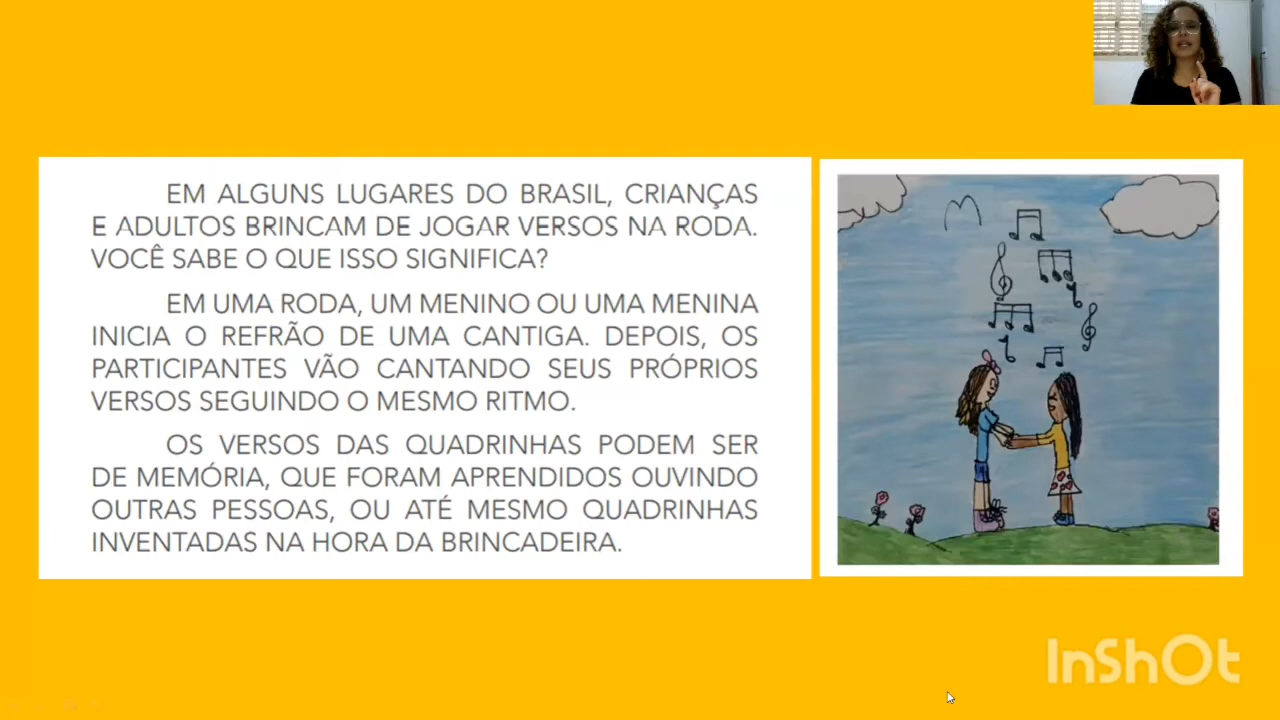 EM ALGUNS LUGARES DO BRASIL, CRIANÇAS
E ADULTOS BRINCAM DE JOGAR VERSOS NA RODA.
VOCÊ SABE O QUE ISSO SIGNIFICA?
EM UMA RODA, UM MENINO OU UMA MENINA
INICIA O REFRÃO DE UMA CANTIGA. DEPOIS, OS
PARTICIPANTES VÃO CANTANDO SEUS PRÓPRIOS
VERSOS SEGUINDO O MESMO RITMO.
OS VERSOS DAS QUADRINHAS PODEM SER
DE MEMÓRIA, QUE FORAM APRENDIDOS OUVINDO
OUTRAS PESSOAS, OU ATÉ MESMO QUADRINHAS
INVENTADAS NA HORA DA BRINCADEIRA.
InShOt